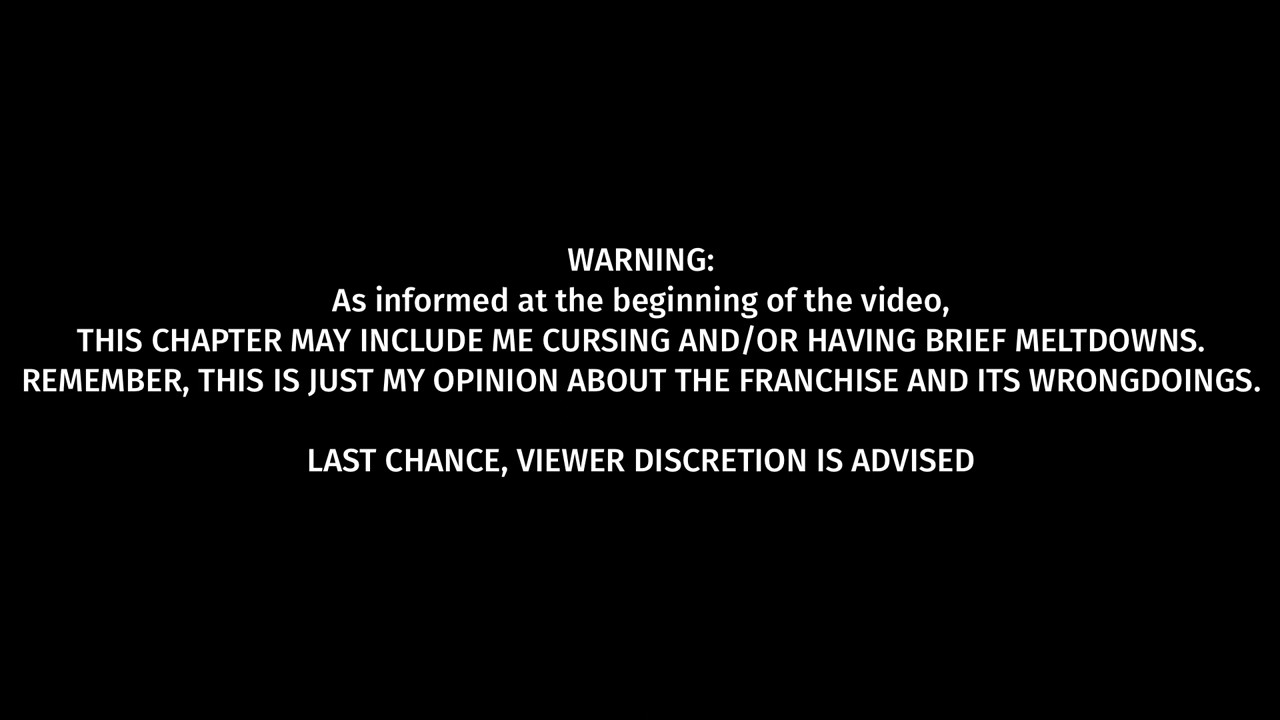 WARNING:
As informed at the beginning of the video,
THIS CHAPTER MAY INCLUDE ME CURSING AND/OR HAVING BRIEF MELTDOWNS.
REMEMBER, THIS IS JUST MY OPINION ABOUT THE FRANCHISE AND ITS WRONGDOINGS.
LAST CHANCE, VIEWER DISCRETION IS ADVISED